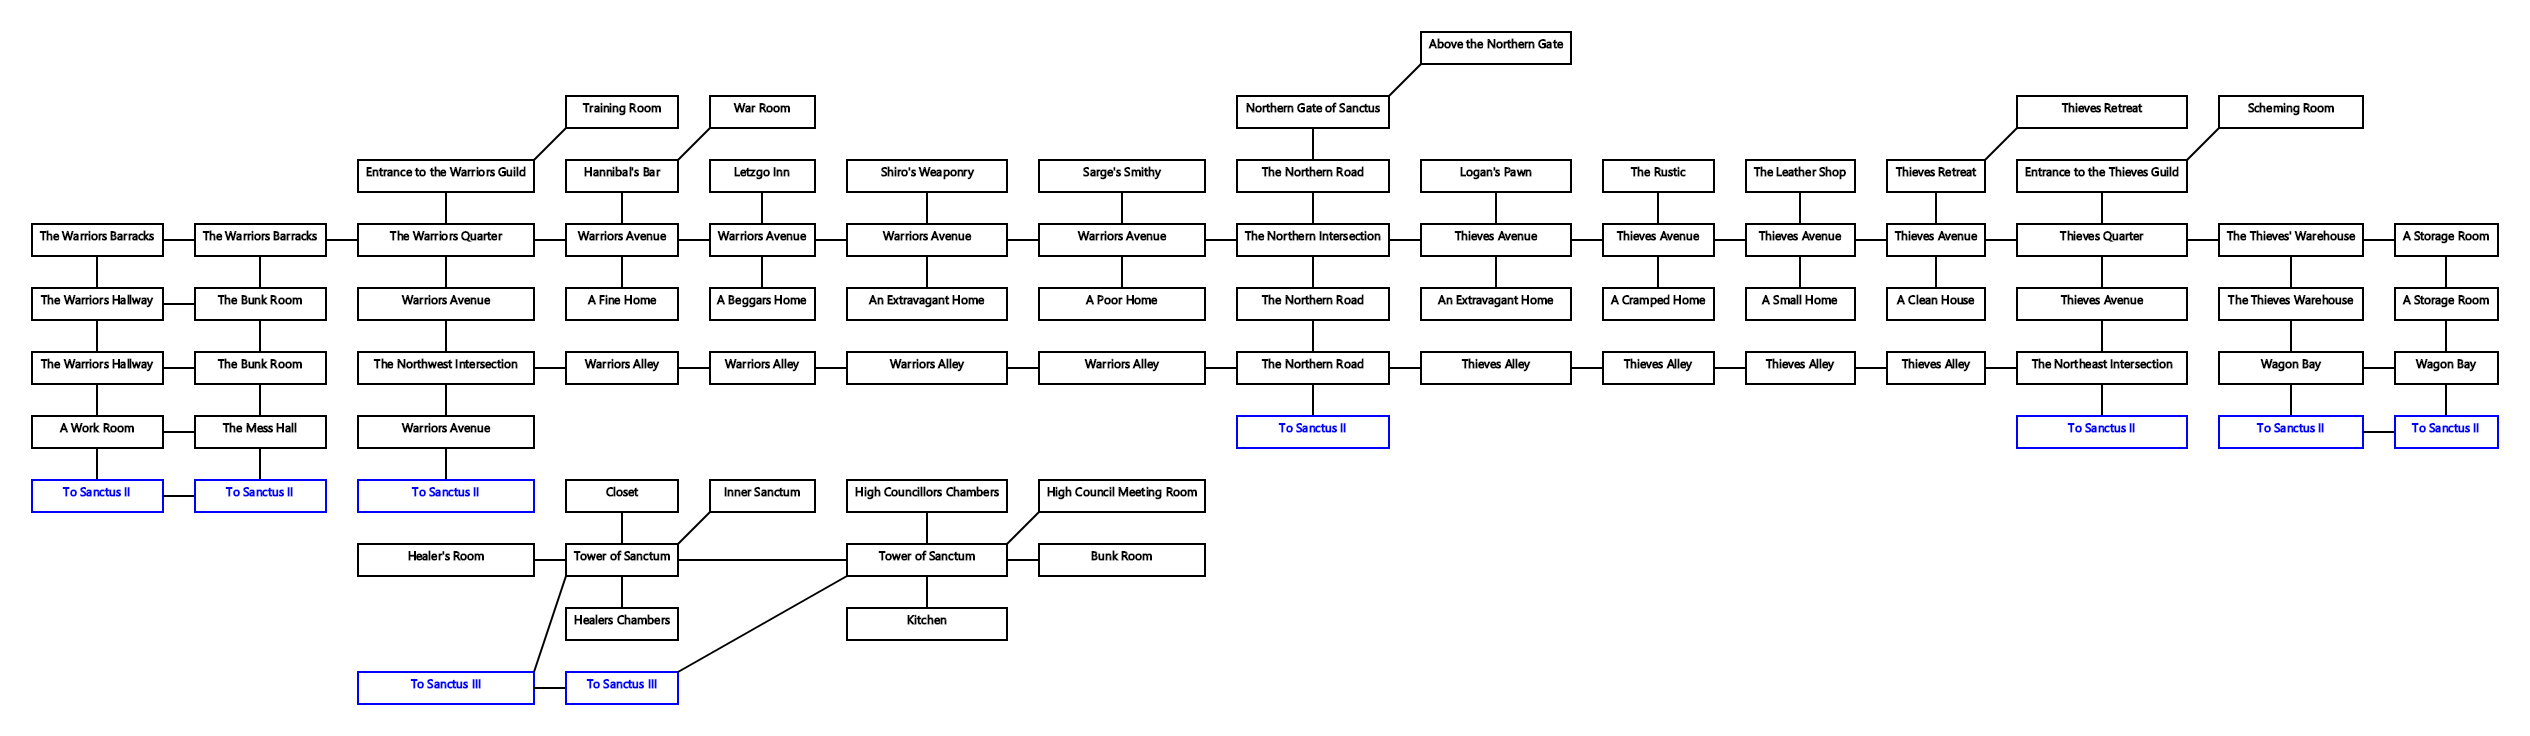 Above the Northern Gate
Training Room
War Room
Northern Gate of Sanctus
Thieves Retreat
Scheming Room
Entrance to the Warriors Guild
Hannibal's Bar
Letzgo Inn
Shiro's Weaponry
Sarge's Smithy
The Northern Road
Logan's Pawn
The Rustic
The Leather Shop
Thieves Retreat
Entrance to the Thieves Guild
The Warriors Barracks
The Warriors Barracks
The Warriors Quarter
Warriors Avenue
Warriors Avenue
Warriors Avenue
Warriors Avenue
The Northern Intersection
Thieves Avenue
Thieves Avenue
Thieves Avenue
Thieves Avenue
Thieves Quarter
The Thieves' Warehouse
A Storage Room
The Warriors Hallway
The Bunk Room
Warriors Avenue
A Fine Home
A Beggars Home
An Extravagant Home
A Poor Home
The Northern Road
An Extravagant Home
A Cramped Home
A Small Home
A Clean House
Thieves Avenue
The Thieves Warehouse
A Storage Room
The Warriors Hallway
The Bunk Room
The Northwest Intersection
Warriors Alley
Warriors Alley
Warriors Alley
Warriors Alley
The Northern Road
Thieves Alley
Thieves Alley
Thieves Alley
Thieves Alley
The Northeast Intersection
Wagon Bay
Wagon Bay
A Work Room
The Mess Hall
Warriors Avenue
To Sanctus II
To Sanctus II
To Sanctus II
To Sanctus II
To Sanctus II
To Sanctus II
To Sanctus II
Closet
Inner Sanctum
High Councillors Chambers
High Council Meeting Room
Healer's Room
Tower of Sanctum
Tower of Sanctum
Bunk Room
Healers Chambers
Kitchen
To Sanctus III
To Sanctus III